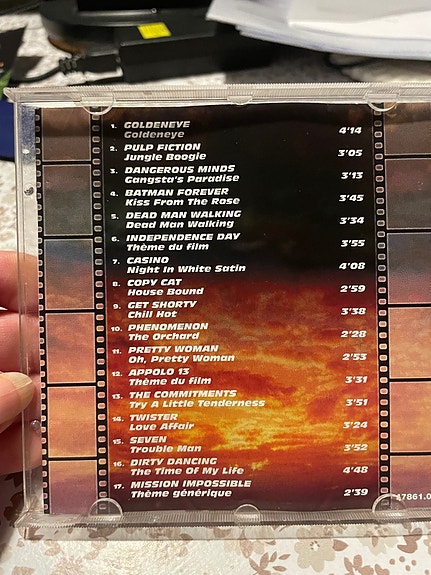 1. GOLDENEYE
Goldeneye 4'14
2. PULP FICTION
Jungle Boogie 3'05
3. DANGEROUS MINDS
Gangsta's Paradise 3'13
4. BATMAN FOREVER
Kiss From The Rose 3'45
5. DEAD MAN WALKING
Dead Man Walking 3'34
6. INDEPENDENCE DAY
Thème du film 3'55
7. CASINO
Night In White Satin 4'08
8. COPY CAT
House Bound 2'59
9. GET SHORTY
Chill Hot 3'38
10. PHENOMENON
The Orchard 2'28
11. PRETTY WOMAN
Oh, Pretty Woman 2'53
12. APPOLO 13
Thème du film 3'31
13. THE COMMITMENTS
Try A Little Tenderness 3'51
14. TWISTER
Love Affair 3'24
15. SEVEN
Trouble Man 3'52
16. DIRTY DANCING
The Time Of My Life 4'48
17. MISSION IMPOSSIBLE
Thème générique 2'39